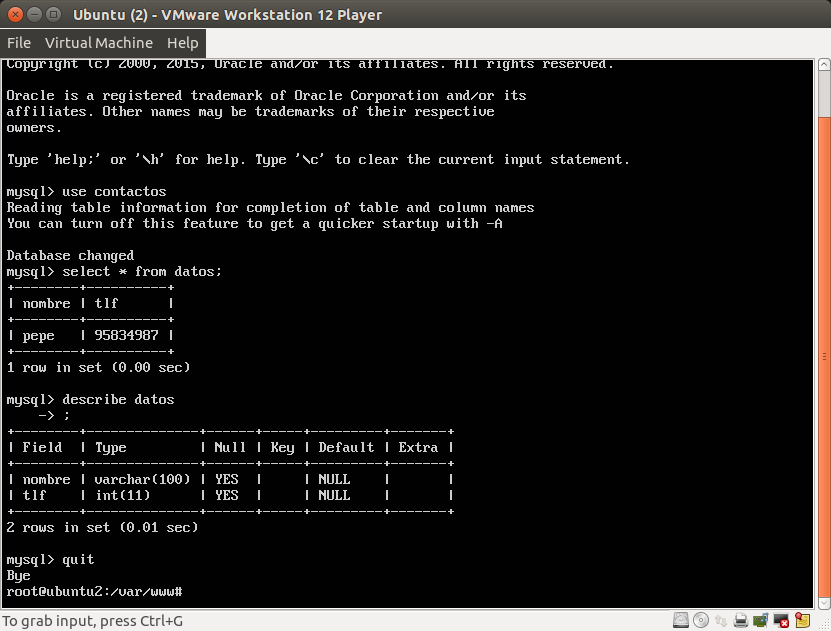 Ubuntu (2) - VMware Workstation 12 Player
File Virtual Machine Help
Copyright (c) 2000, 2015, Oracle and/or its affiliates. All rights reserved.
Oracle is a registered trademark of Oracle Corporation and/or its
affiliates. Other names may be trademarks of their respective
owners.
Type 'help;' or '\h' for help. Type '\c' to clear the current input statement.
mysql> use contactos
Reading table information for completion of table and column names
You can turn off this feature to get a quicker startup with -A
Database changed
mysql> select * from datos;
+--------+----------+
| nombre | tlf      |
+--------+----------+
| pepe   | 95834987 |
+--------+----------+
1 row in set (0.00 sec)
mysql> describe datos
    -> ;
+--------+--------------+------+-----+---------+-------+
| Field  | Type         | Null | Key | Default | Extra |
+--------+--------------+------+-----+---------+-------+
| nombre | varchar(100) | YES  |     | NULL    |       |
| tlf    | int(11)      | YES  |     | NULL    |       |
+--------+--------------+------+-----+---------+-------+
2 rows in set (0.01 sec)
mysql> quit
Bye
root@ubuntu2:/var/www#
To grab input, press Ctrl+G